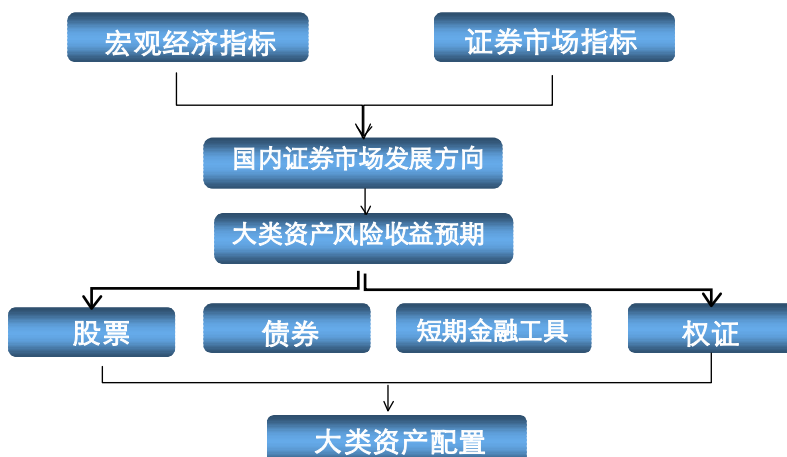 宏观经济指标
证券市场指标
国内证券市场发展方向
大类资产风险收益预期
股票
债券
短期金融工具
权证
大类资产配置